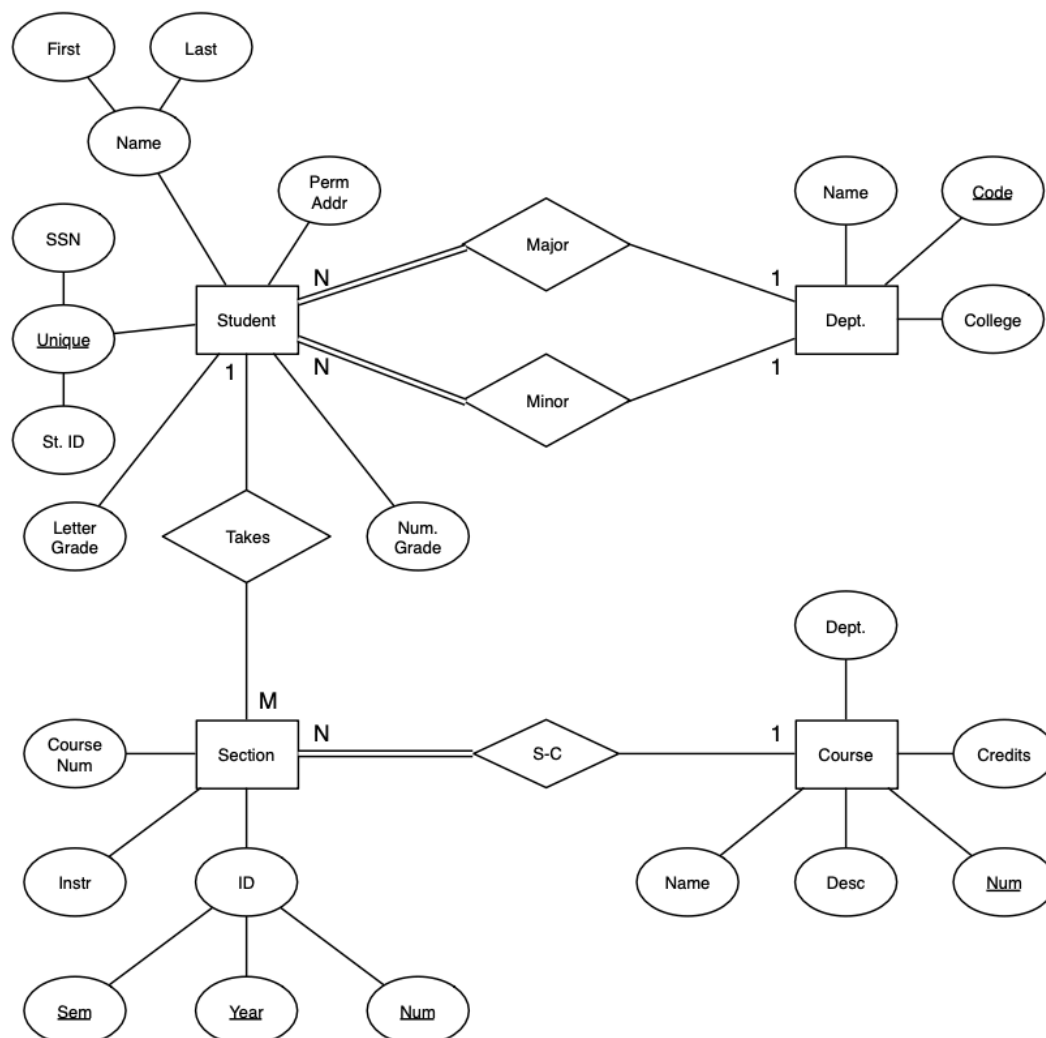 First
Last
Name
Perm
Addr
Name
Code
SSN
Major
N
1
Student
Dept.
College
Unique
1
N
1
Minor
St. ID
Letter
Grade
Takes
Num.
Grade
Dept.
M
N
1
Course
Num
Section
S-C
Course
Credits
Instr
ID
Name
Desc
Num
Sem
Year
Num